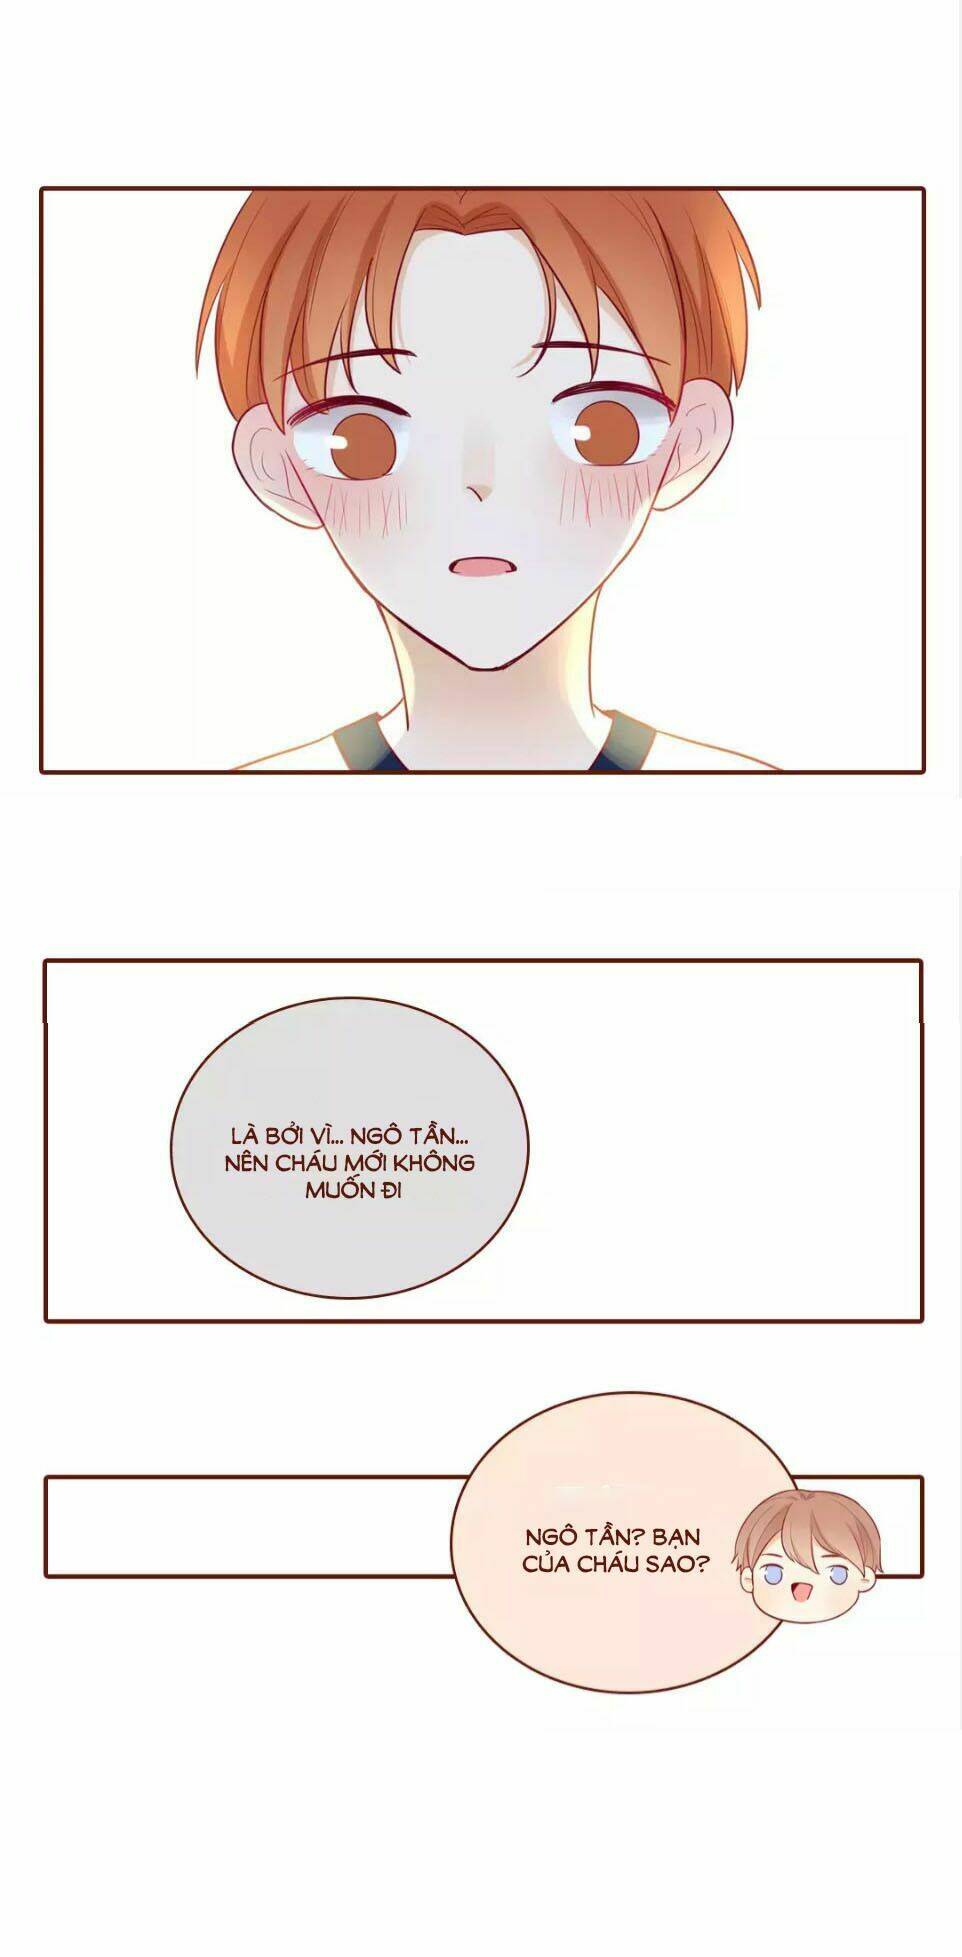 LÀ BỞI VÌ... NGÔ TẦN...
NÊN CHÁU MỚI KHÔNG
MUỐN ĐI
NGÔ TẦN? BẠN
CỦA CHÁU SAO?